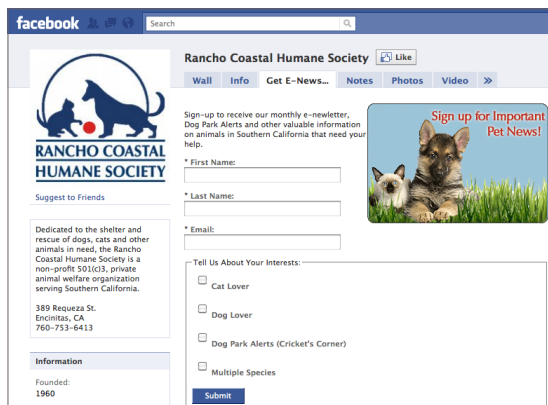 facebook
Search
RANCHO COASTAL
HUMANE SOCIETY
Suggest to Friends
Dedicated to the shelter and
rescue of dogs, cats and other
animals in need, the Rancho
Coastal Humane Society is a
non-profit 501(c)3, private
animal welfare organization
serving Southern California.
389 Requeza St.
Encinitas, CA
760-753-6413
Information
Founded:
1960
Rancho Coastal Humane Society Like
Wall Info Get E-News... Notes Photos Video »
Sign-up to receive our monthly e-newletter,
Dog Park Alerts and other valuable information
on animals in Southern California that need your
help.
Sign up for Important
Pet News!
* First Name:
* Last Name:
* Email:
Tell Us About Your Interests:
Cat Lover
Dog Lover
Dog Park Alerts (Cricket's Corner)
Multiple Species
Submit